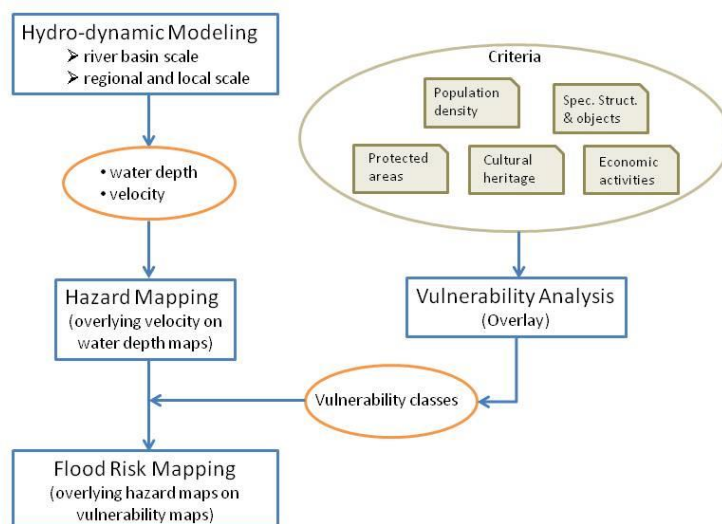 Hydro-dynamic Modeling
➢ river basin scale
➢ regional and local scale
• water depth
• velocity
Hazard Mapping
(overlying velocity on
water depth maps)
Flood Risk Mapping
(overlying hazard maps on
vulnerability maps)
Criteria
Population
density
Spec. Struct.
& objects
Protected
areas
Cultural
heritage
Economic
activities
Vulnerability Analysis
(Overlay)
Vulnerability classes